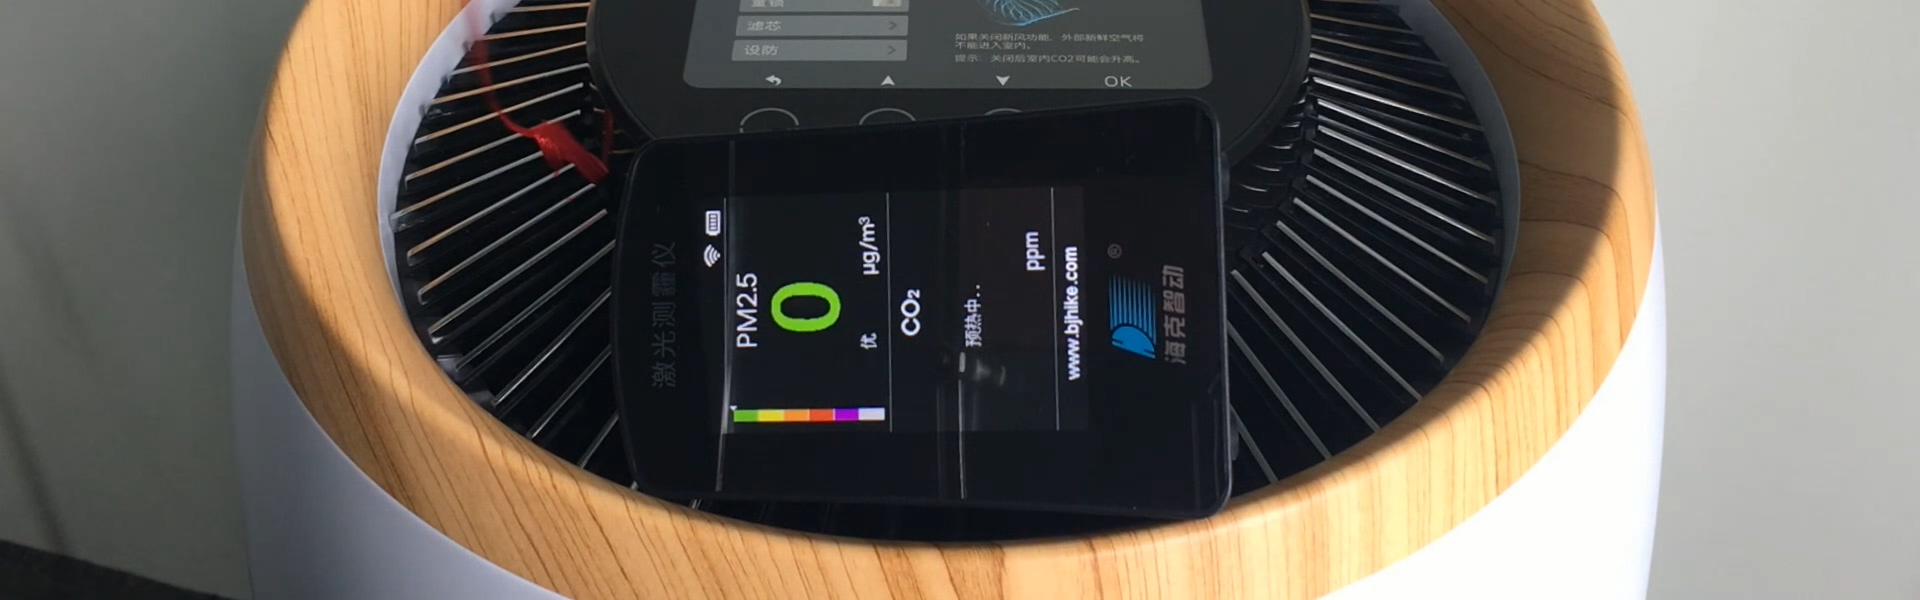 童锁
滤芯
设防
如果关闭新风功能，外部新鲜空气将
不能进入室内。
提示：关闭后室内CO2可能会升高。
OK
激光测霾仪
PM2.5
0
优
μg/m³
CO₂
预热中..
ppm
www.bjhike.com
®
海克智动